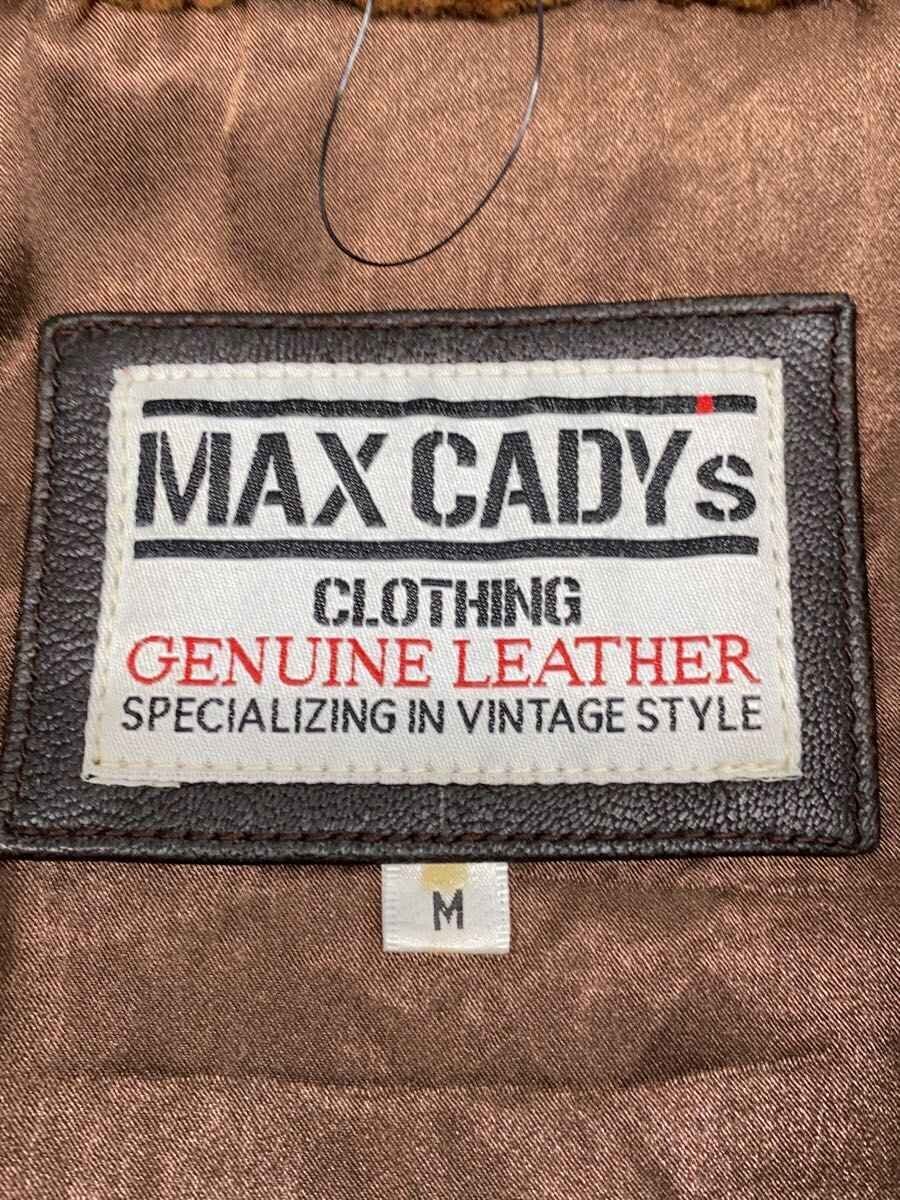 MAX CADYs
CLOTHING
GENUINE LEATHER
SPECIALIZING IN VINTAGE STYLE
M